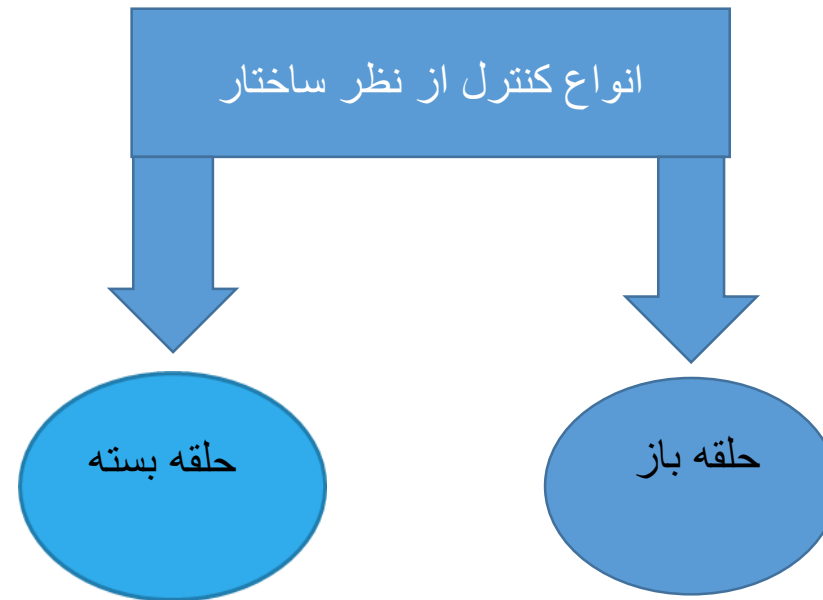 انواع کنترل از نظر ساختار
حلقه باز
حلقه بسته